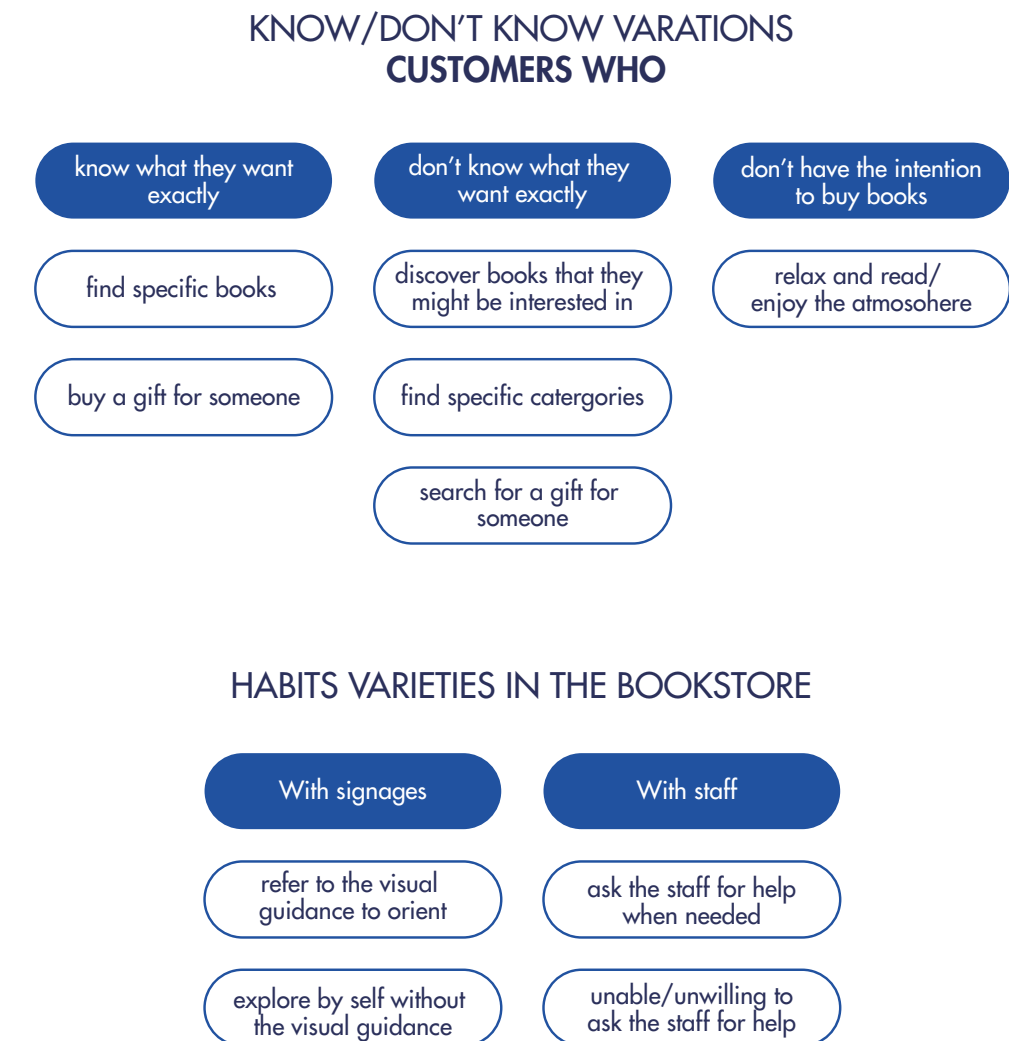 KNOW/DON'T KNOW VARATIONS
CUSTOMERS WHO
know what they want
exactly
find specific books
buy a gift for someone
don't know what they
want exactly
discover books that they
might be interested in
find specific catergories
search for a gift for
someone
don't have the intention
to buy books
relax and read/
enjoy the atmosohere
HABITS VARIETIES IN THE BOOKSTORE
With signages
refer to the visual
guidance to orient
explore by self without
the visual guidance
With staff
ask the staff for help
when needed
unable/unwilling to
ask the staff for help